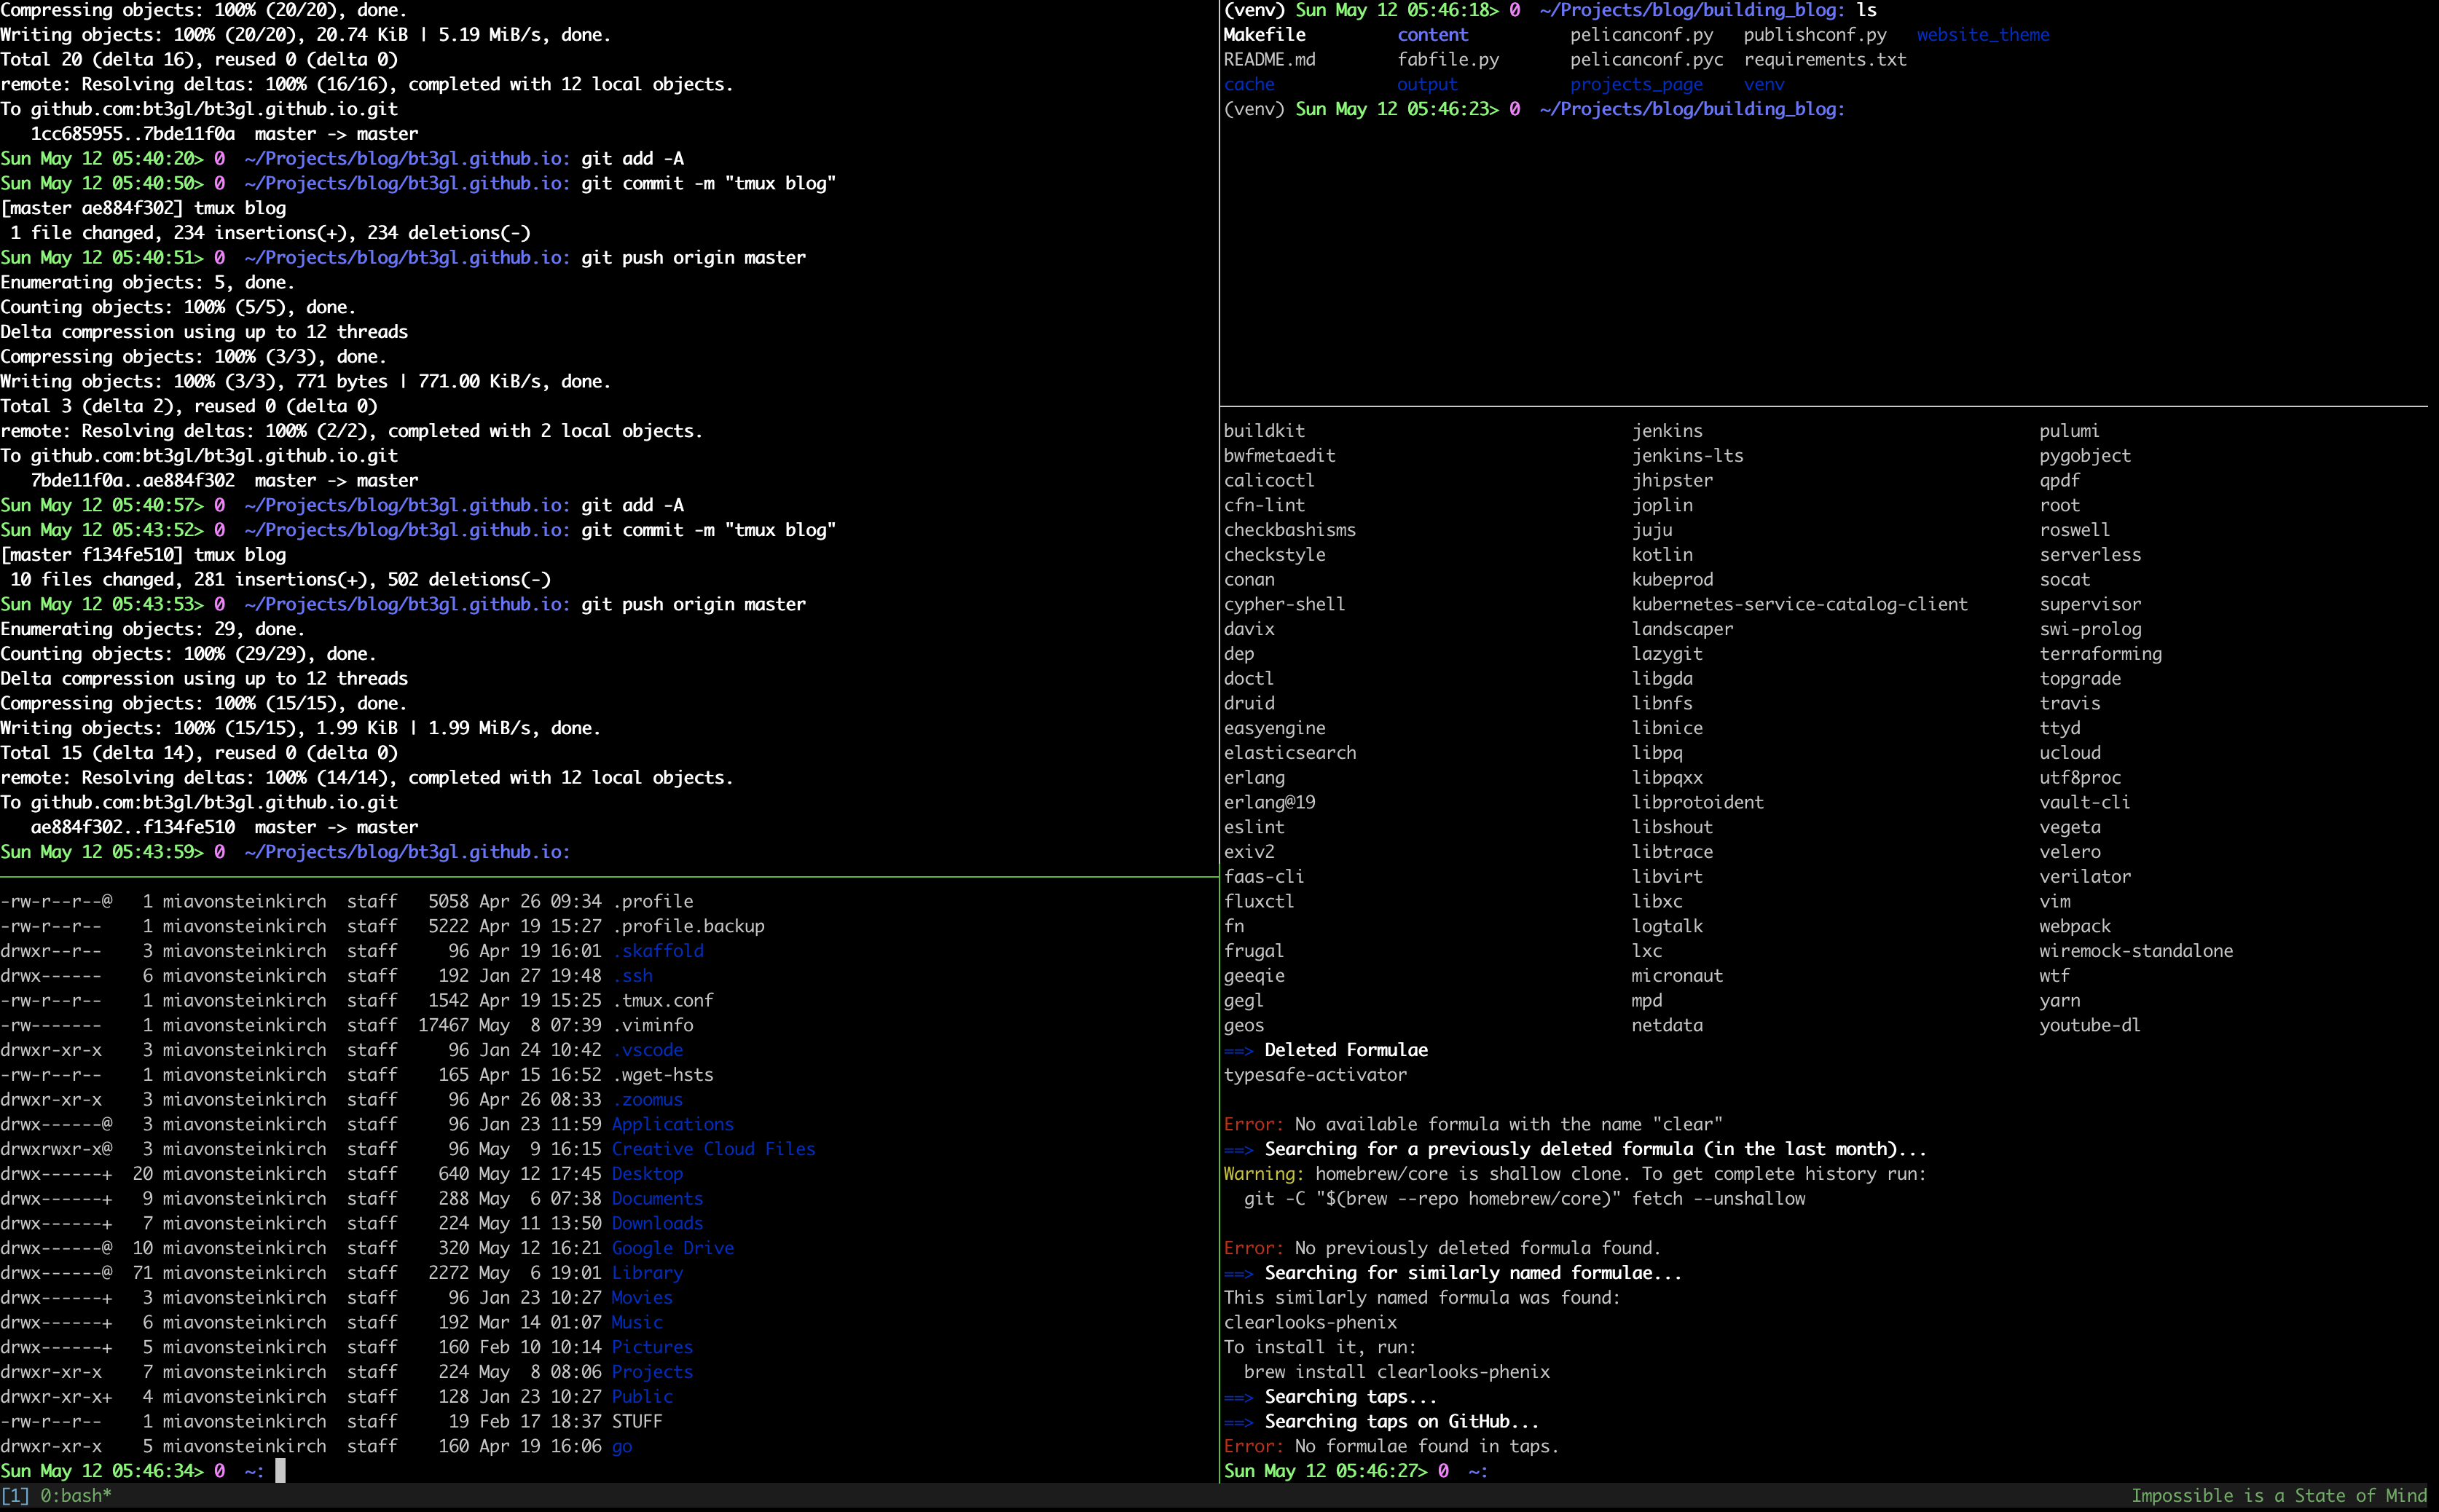 Compressing objects: 100% (20/20), done.
Writing objects: 100% (20/20), 20.74 KiB | 5.19 MiB/s, done.
Total 20 (delta 16), reused 0 (delta 0)
remote: Resolving deltas: 100% (16/16), completed with 12 local objects.
To github.com:bt3gl/bt3gl.github.io.git
   1cc685955..7bde11f0a  master -> master
Sun May 12 05:40:20> 0  ~/Projects/blog/bt3gl.github.io: git add -A
Sun May 12 05:40:50> 0  ~/Projects/blog/bt3gl.github.io: git commit -m "tmux blog"
[master ae884f302] tmux blog
 1 file changed, 234 insertions(+), 234 deletions(-)
Sun May 12 05:40:51> 0  ~/Projects/blog/bt3gl.github.io: git push origin master
Enumerating objects: 5, done.
Counting objects: 100% (5/5), done.
Delta compression using up to 12 threads
Compressing objects: 100% (3/3), done.
Writing objects: 100% (3/3), 771 bytes | 771.00 KiB/s, done.
Total 3 (delta 2), reused 0 (delta 0)
remote: Resolving deltas: 100% (2/2), completed with 2 local objects.
To github.com:bt3gl/bt3gl.github.io.git
   7bde11f0a..ae884f302  master -> master
Sun May 12 05:40:57> 0  ~/Projects/blog/bt3gl.github.io: git add -A
Sun May 12 05:43:52> 0  ~/Projects/blog/bt3gl.github.io: git commit -m "tmux blog"
[master f134fe510] tmux blog
 10 files changed, 281 insertions(+), 502 deletions(-)
Sun May 12 05:43:53> 0  ~/Projects/blog/bt3gl.github.io: git push origin master
Enumerating objects: 29, done.
Counting objects: 100% (29/29), done.
Delta compression using up to 12 threads
Compressing objects: 100% (15/15), done.
Writing objects: 100% (15/15), 1.99 KiB | 1.99 MiB/s, done.
Total 15 (delta 14), reused 0 (delta 0)
remote: Resolving deltas: 100% (14/14), completed with 12 local objects.
To github.com:bt3gl/bt3gl.github.io.git
   ae884f302..f134fe510  master -> master
Sun May 12 05:43:59> 0  ~/Projects/blog/bt3gl.github.io:
-rw-r--r--@   1 miavonsteinkirch  staff   5058 Apr 26 09:34 .profile
-rw-r--r--    1 miavonsteinkirch  staff   5222 Apr 19 15:27 .profile.backup
drwxr--r--    3 miavonsteinkirch  staff     96 Apr 19 16:01 .skaffold
drwx------    6 miavonsteinkirch  staff    192 Jan 27 19:48 .ssh
-rw-r--r--    1 miavonsteinkirch  staff   1542 Apr 19 15:25 .tmux.conf
-rw-------    1 miavonsteinkirch  staff  17467 May  8 07:39 .viminfo
drwxr-xr-x    3 miavonsteinkirch  staff     96 Jan 24 10:42 .vscode
-rw-r--r--    1 miavonsteinkirch  staff    165 Apr 15 16:52 .wget-hsts
drwxr-xr-x    3 miavonsteinkirch  staff     96 Apr 26 08:33 .zoomus
drwx------@   3 miavonsteinkirch  staff     96 Jan 23 11:59 Applications
drwxrwxr-x@   3 miavonsteinkirch  staff     96 May  9 16:15 Creative Cloud Files
drwx------+  20 miavonsteinkirch  staff    640 May 12 17:45 Desktop
drwx------+   9 miavonsteinkirch  staff    288 May  6 07:38 Documents
drwx------+   7 miavonsteinkirch  staff    224 May 11 13:50 Downloads
drwx------@  10 miavonsteinkirch  staff    320 May 12 16:21 Google Drive
drwx------@  71 miavonsteinkirch  staff   2272 May  6 19:01 Library
drwx------+   3 miavonsteinkirch  staff     96 Jan 23 10:27 Movies
drwx------+   6 miavonsteinkirch  staff    192 Mar 14 01:07 Music
drwx------+   5 miavonsteinkirch  staff    160 Feb 10 10:14 Pictures
drwxr-xr-x    7 miavonsteinkirch  staff    224 May  8 08:06 Projects
drwxr-xr-x+   4 miavonsteinkirch  staff    128 Jan 23 10:27 Public
-rw-r--r--    1 miavonsteinkirch  staff     19 Feb 17 18:37 STUFF
drwxr-xr-x    5 miavonsteinkirch  staff    160 Apr 19 16:06 go
Sun May 12 05:46:34> 0  ~:
(venv) Sun May 12 05:46:18> 0  ~/Projects/blog/building_blog: ls
Makefile         content          pelicanconf.py   publishconf.py   website_theme
README.md        fabfile.py       pelicanconf.pyc  requirements.txt
cache            output           projects_page    venv
(venv) Sun May 12 05:46:23> 0  ~/Projects/blog/building_blog:
buildkit                                jenkins                                 pulumi
bwfmetaedit                             jenkins-lts                             pygobject
calicoctl                               jhipster                                qpdf
cfn-lint                                joplin                                  root
checkbashisms                           juju                                    roswell
checkstyle                              kotlin                                  serverless
conan                                   kubeprod                                socat
cypher-shell                            kubernetes-service-catalog-client       supervisor
davix                                   landscaper                              swi-prolog
dep                                     lazygit                                 terraforming
doctl                                   libgda                                  topgrade
druid                                   libnfs                                  travis
easyengine                              libnice                                 ttyd
elasticsearch                           libpq                                   ucloud
erlang                                  libpqxx                                 utf8proc
erlang@19                               libprotoident                           vault-cli
eslint                                  libshout                                vegeta
exiv2                                   libtrace                                velero
faas-cli                                libvirt                                 verilator
fluxctl                                 libxc                                   vim
fn                                      logtalk                                 webpack
frugal                                  lxc                                     wiremock-standalone
geeqie                                  micronaut                               wtf
gegl                                    mpd                                     yarn
geos                                    netdata                                 youtube-dl
==> Deleted Formulae
typesafe-activator
Error: No available formula with the name "clear"
==> Searching for a previously deleted formula (in the last month)...
Warning: homebrew/core is shallow clone. To get complete history run:
  git -C "$(brew --repo homebrew/core)" fetch --unshallow
Error: No previously deleted formula found.
==> Searching for similarly named formulae...
This similarly named formula was found:
clearlooks-phenix
To install it, run:
  brew install clearlooks-phenix
==> Searching taps...
==> Searching taps on GitHub...
Error: No formulae found in taps.
Sun May 12 05:46:27> 0  ~:
[1] 0:bash*
Impossible is a State of Mind